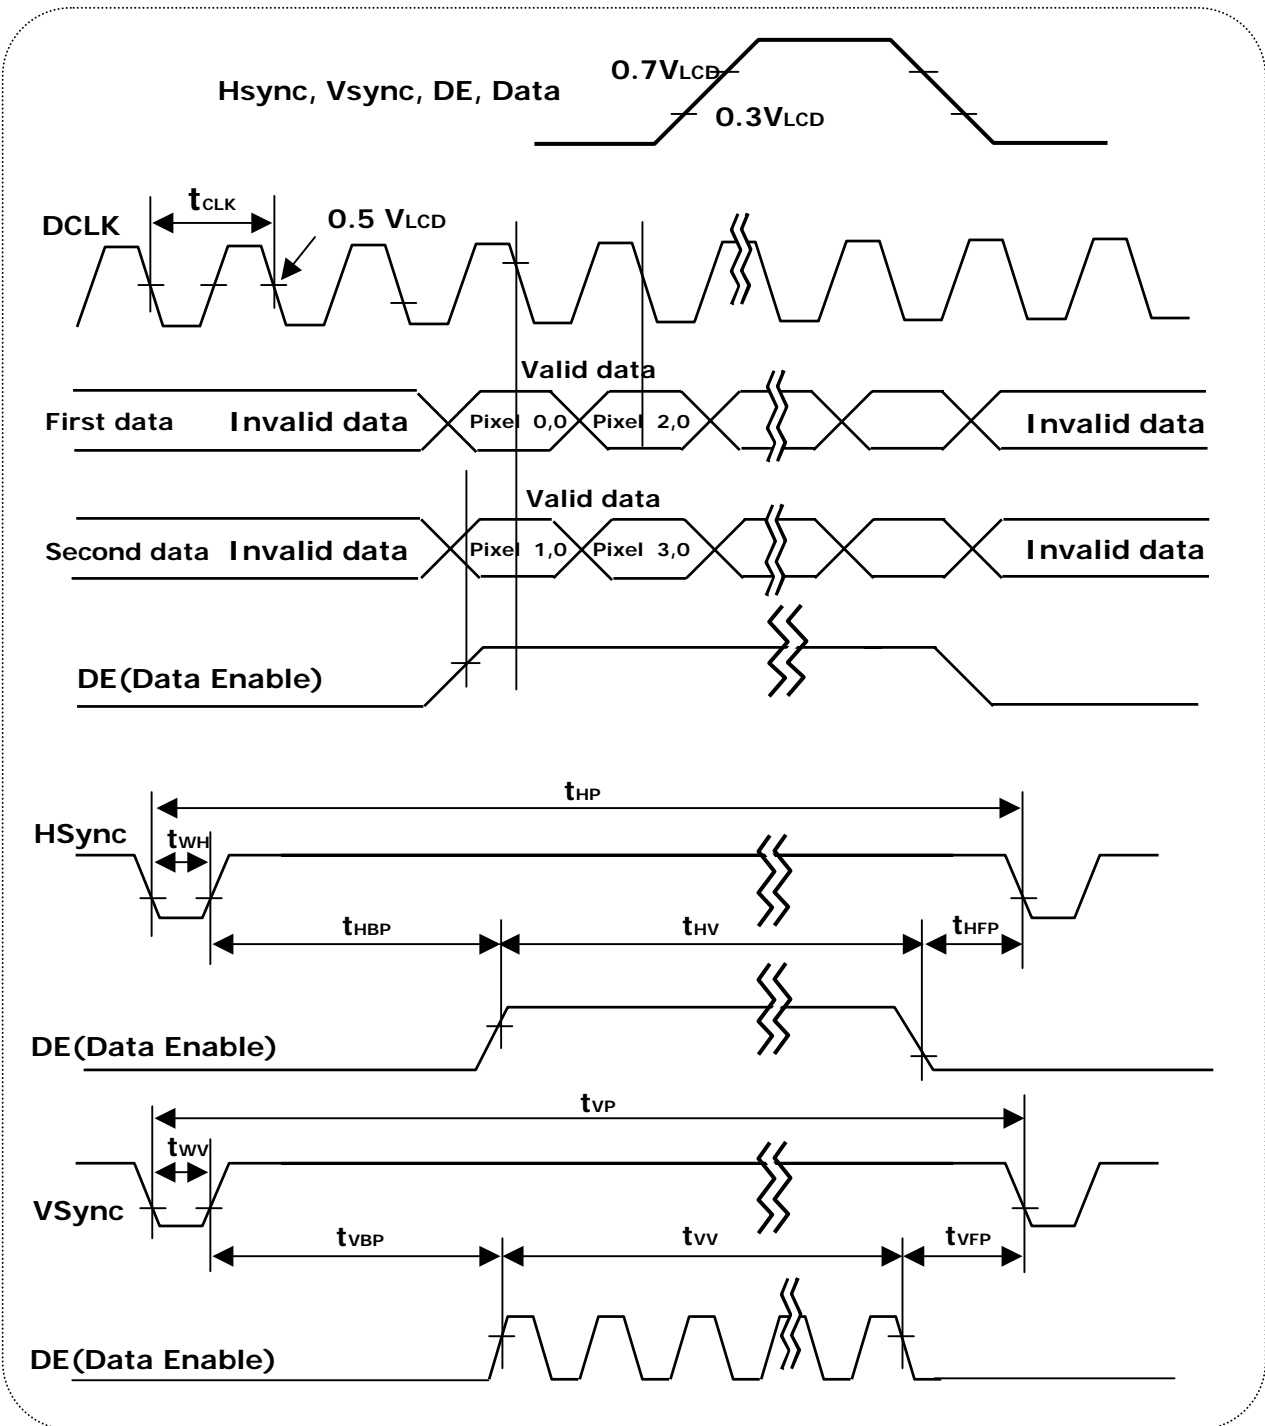 0.7VLCD
Hsync, Vsync, DE, Data
0.3VLCD
tCLK
DCLK
0.5 VLCD
Valid data
First data Invalid data Pixel 0,0 Pixel 2,0 Invalid data
Valid data
Second data Invalid data Pixel 1,0 Pixel 3,0 Invalid data
DE(Data Enable)
tHP
HSync
tWH
tHBP tHV tHFP
DE(Data Enable)
tVP
tWV
VSync
tVBP tVV tVFP
DE(Data Enable)